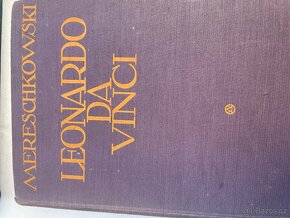 MERESCHKOWSKI
LEONARDO
DA
VINCI